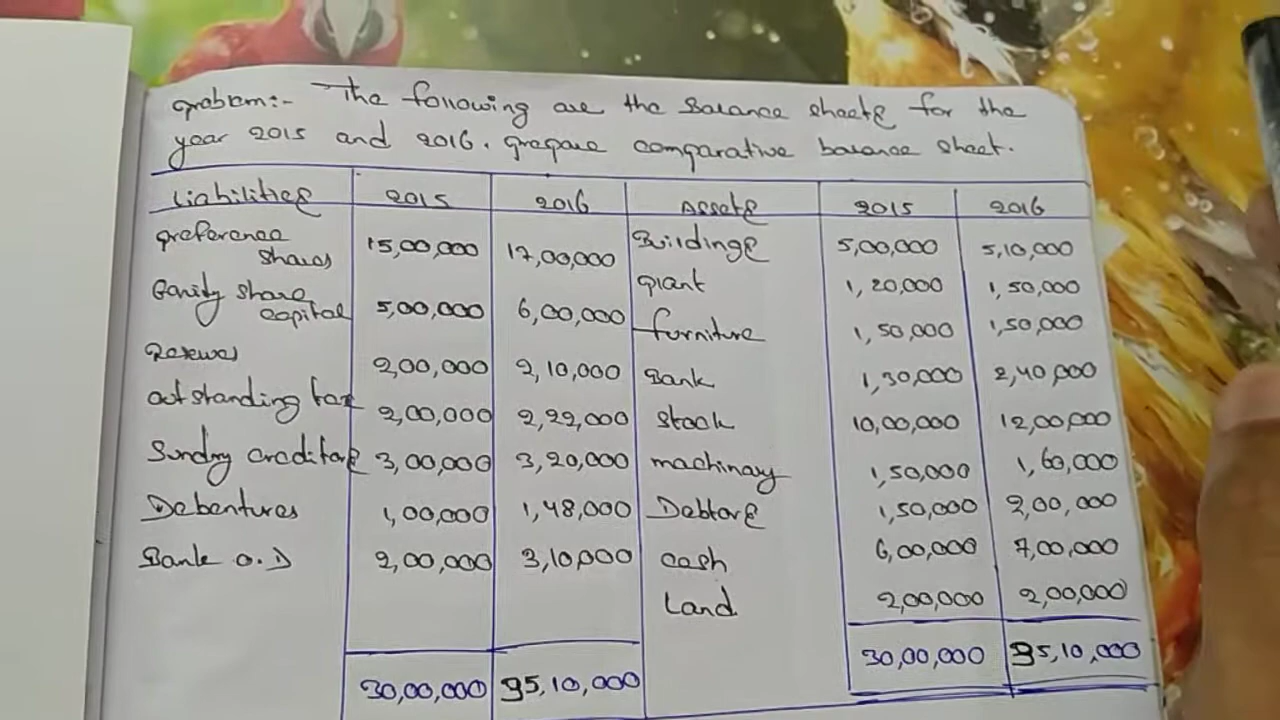 problem:- The following are the Balance sheets for the
year 2015 and 2016. prepare comparative balance sheet.
Liabilities 2015 2016 Assets 2015 2016
preference shares 15,00,000 17,00,000 Buildings 5,00,000 5,10,000
Equity share capital 5,00,000 6,00,000 plant 1,20,000 1,50,000
Reserves 2,00,000 2,10,000 furniture 1,50,000 1,50,000
outstanding tax 2,00,000 2,22,000 Bank 1,30,000 2,40,000
Sundry creditors 3,00,000 3,20,000 stock 10,00,000 12,00,000
Debentures 1,00,000 1,48,000 machinary 1,50,000 1,60,000
Bank O.D 2,00,000 3,10,000 Debtors 1,50,000 2,00,000
cash 6,00,000 7,00,000
Land 2,00,000 2,00,000
30,00,000 35,10,000 30,00,000 35,10,000